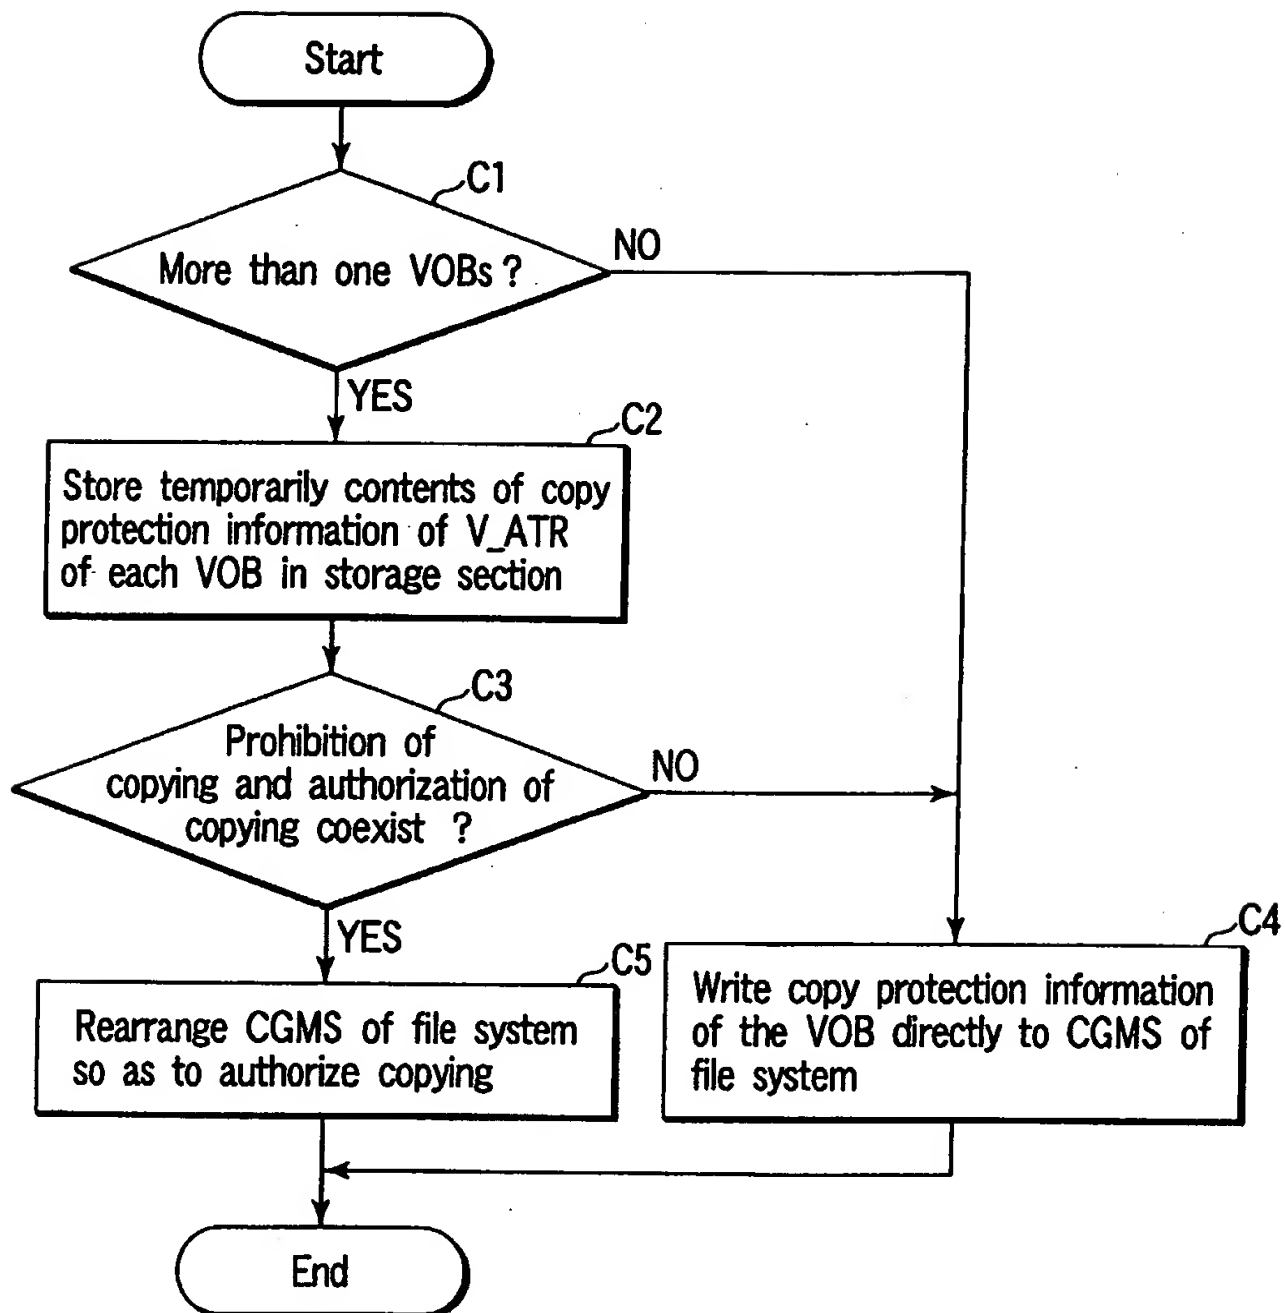 Start
C1
More than one VOBs ?
NO
YES
C2
Store temporarily contents of copy
protection information of V_ATR
of each VOB in storage section
C3
Prohibition of
copying and authorization of
copying coexist ?
NO
YES
C5
Rearrange CGMS of file system
so as to authorize copying
C4
Write copy protection information
of the VOB directly to CGMS of
file system
End